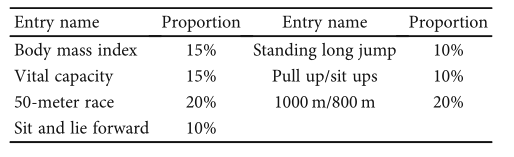 Entry name Proportion Entry name Proportion
Body mass index 15% Standing long jump 10%
Vital capacity 15% Pull up/sit ups 10%
50-meter race 20% 1000 m/800 m 20%
Sit and lie forward 10%